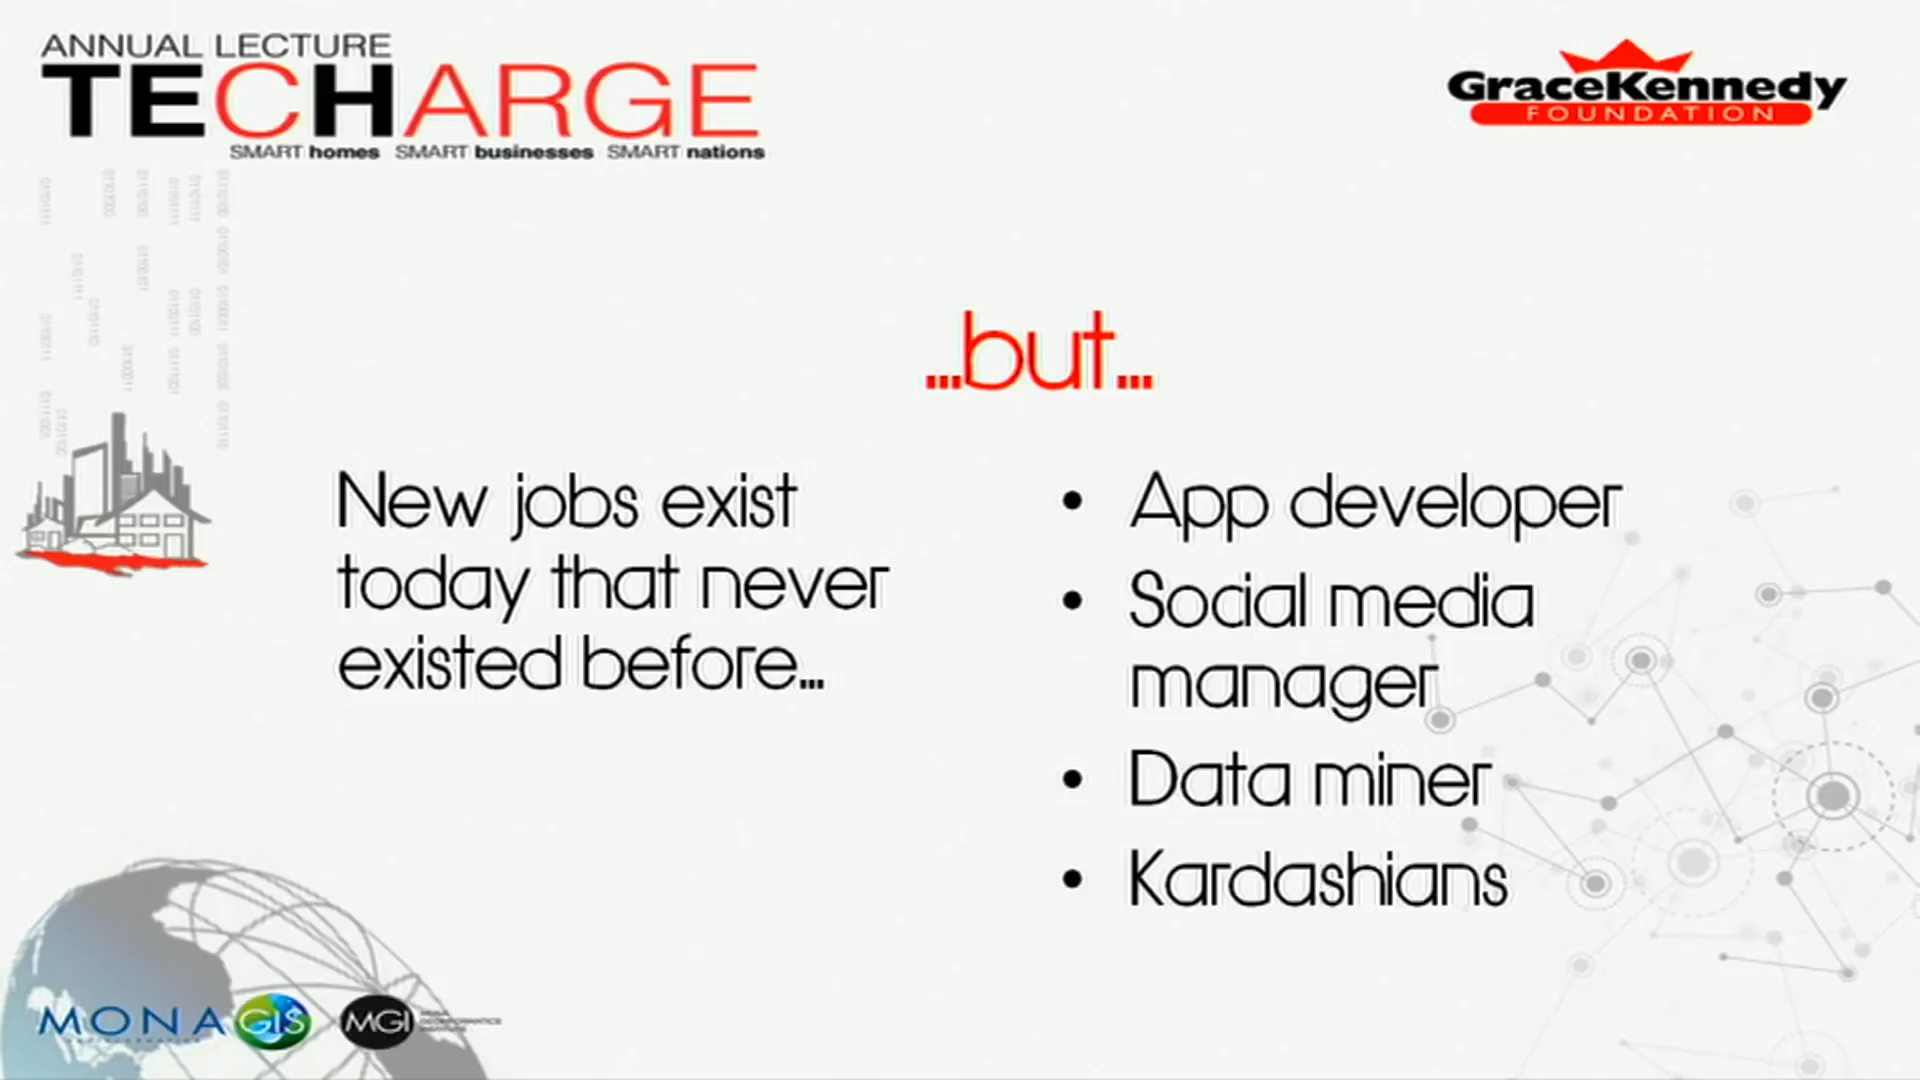 ANNUAL LECTURE
TECHARGE
SMART homes SMART businesses SMART nations
GraceKennedy
FOUNDATION
...but...
New jobs exist
today that never
existed before...
• App developer
• Social media
manager
• Data miner
• Kardashians
MONA GIS
MGI